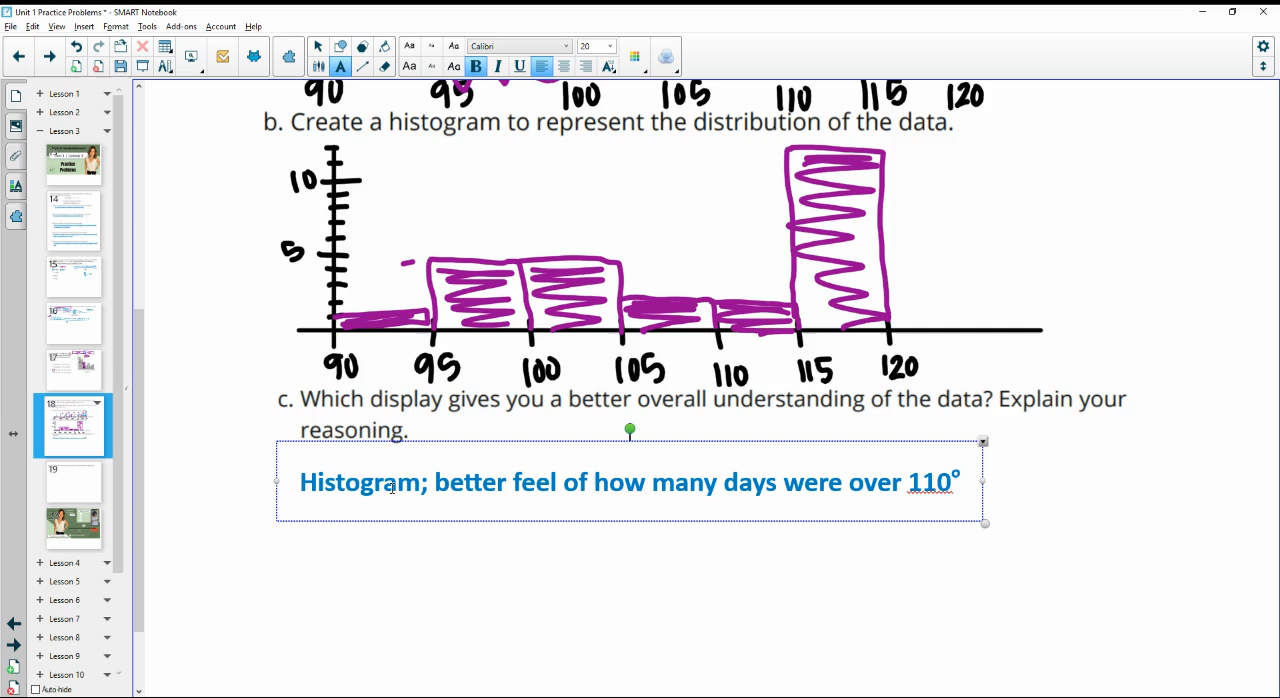 Unit 1 Practice Problems * - SMART Notebook
File Edit View Insert Format Tools Add-ons Account Help
Calibri 20
B I U
90 95 100 105 110 115 120
b. Create a histogram to represent the distribution of the data.
10
5
90 95 100 105 110 115 120
c. Which display gives you a better overall understanding of the data? Explain your
reasoning.
Histogram; better feel of how many days were over 110°
Lesson 1
Lesson 2
Lesson 3
Practice
Problems
14
15
16
17
18
19
Lesson 4
Lesson 5
Lesson 6
Lesson 7
Lesson 8
Lesson 9
Lesson 10
Auto-hide